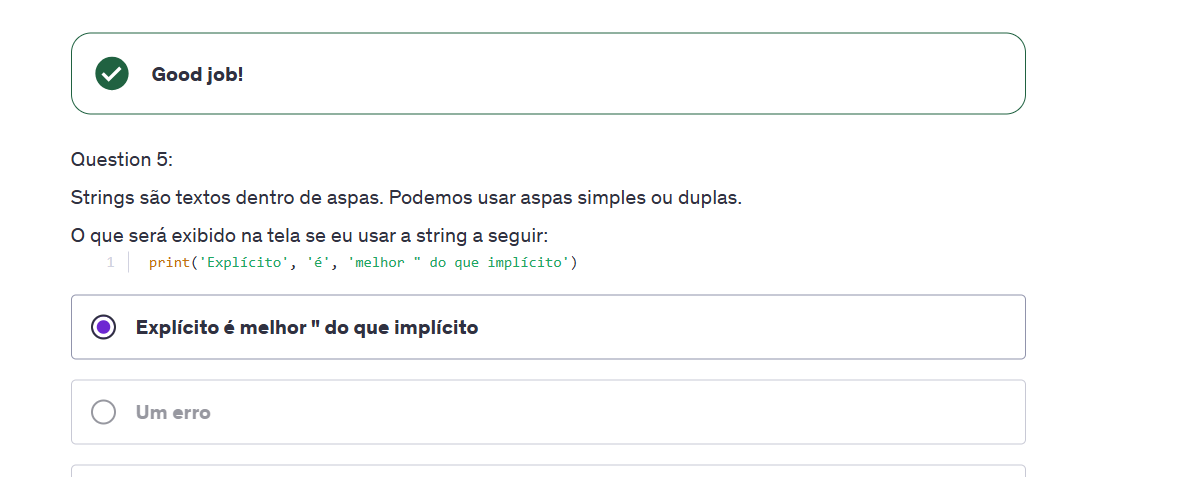 Good job!
Question 5:
Strings são textos dentro de aspas. Podemos usar aspas simples ou duplas.
O que será exibido na tela se eu usar a string a seguir:
1 print('Explícito', 'é', 'melhor " do que implícito')
Explícito é melhor " do que implícito
Um erro